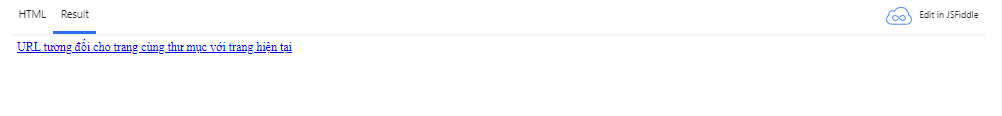 HTML Result Edit in JSFiddle
URL tương đối cho trang cùng thư mục với trang hiện tại